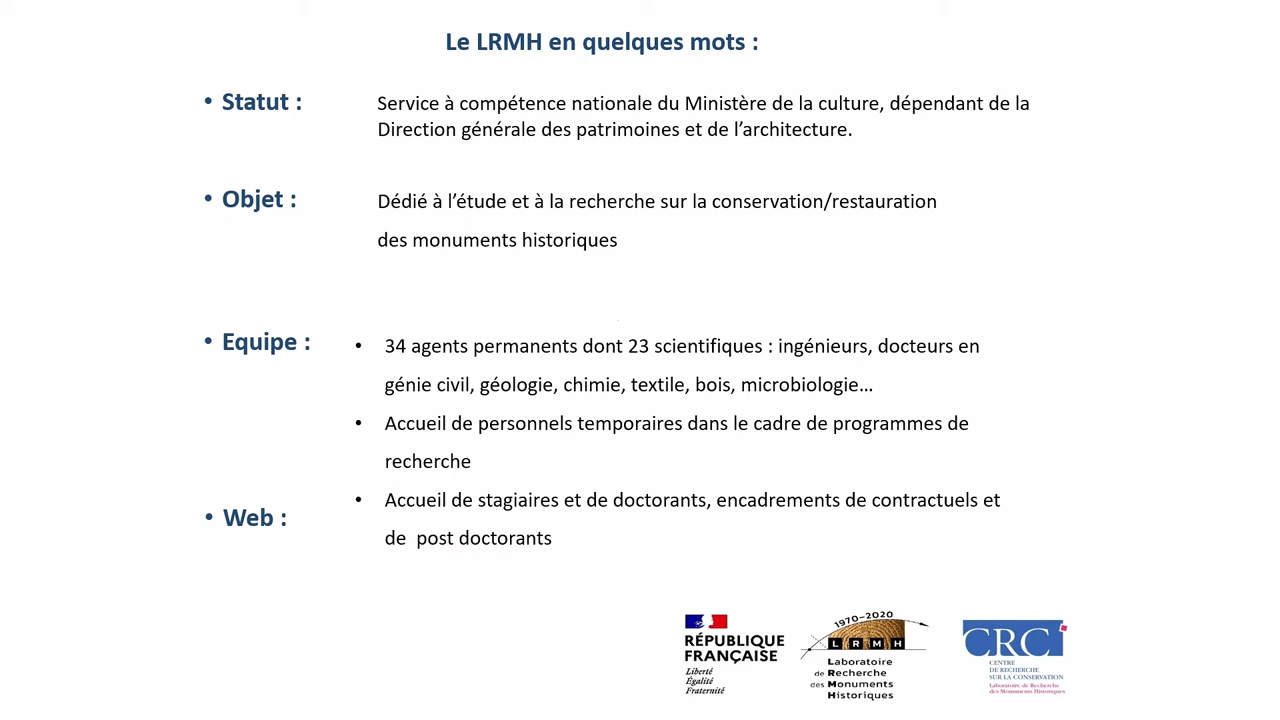 Le LRMH en quelques mots :
• Statut :
Service à compétence nationale du Ministère de la culture, dépendant de la
Direction générale des patrimoines et de l’architecture.
• Objet :
Dédié à l’étude et à la recherche sur la conservation/restauration
des monuments historiques
• Equipe :
• 34 agents permanents dont 23 scientifiques : ingénieurs, docteurs en
génie civil, géologie, chimie, textile, bois, microbiologie…
• Accueil de personnels temporaires dans le cadre de programmes de
recherche
• Accueil de stagiaires et de doctorants, encadrements de contractuels et
de post doctorants
• Web :
RÉPUBLIQUE
FRANÇAISE
Liberté
Égalité
Fraternité
1970–2020
LRMH
Laboratoire
de Recherche
des Monuments
Historiques
CRC
CENTRE
DE RECHERCHE
SUR LA CONSERVATION
Laboratoire de Recherche
des Monuments Historiques